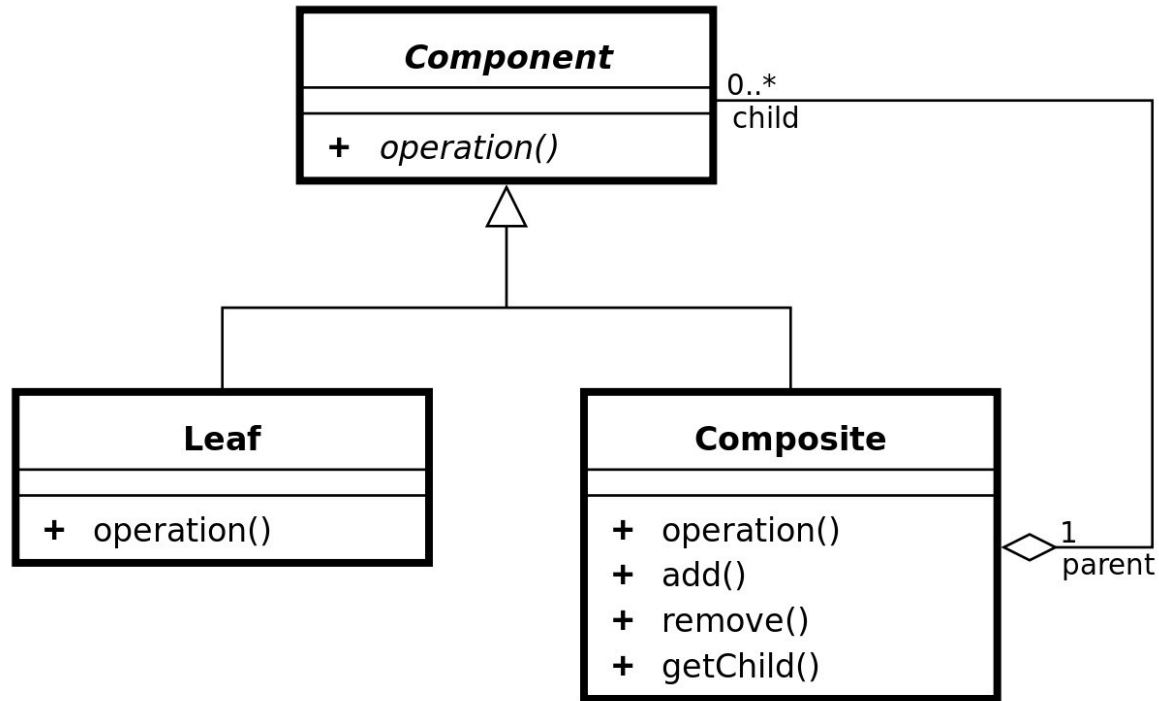 Component
+ operation()
0..*
child
Leaf
+ operation()
Composite
+ operation()
+ add()
+ remove()
+ getChild()
1
parent